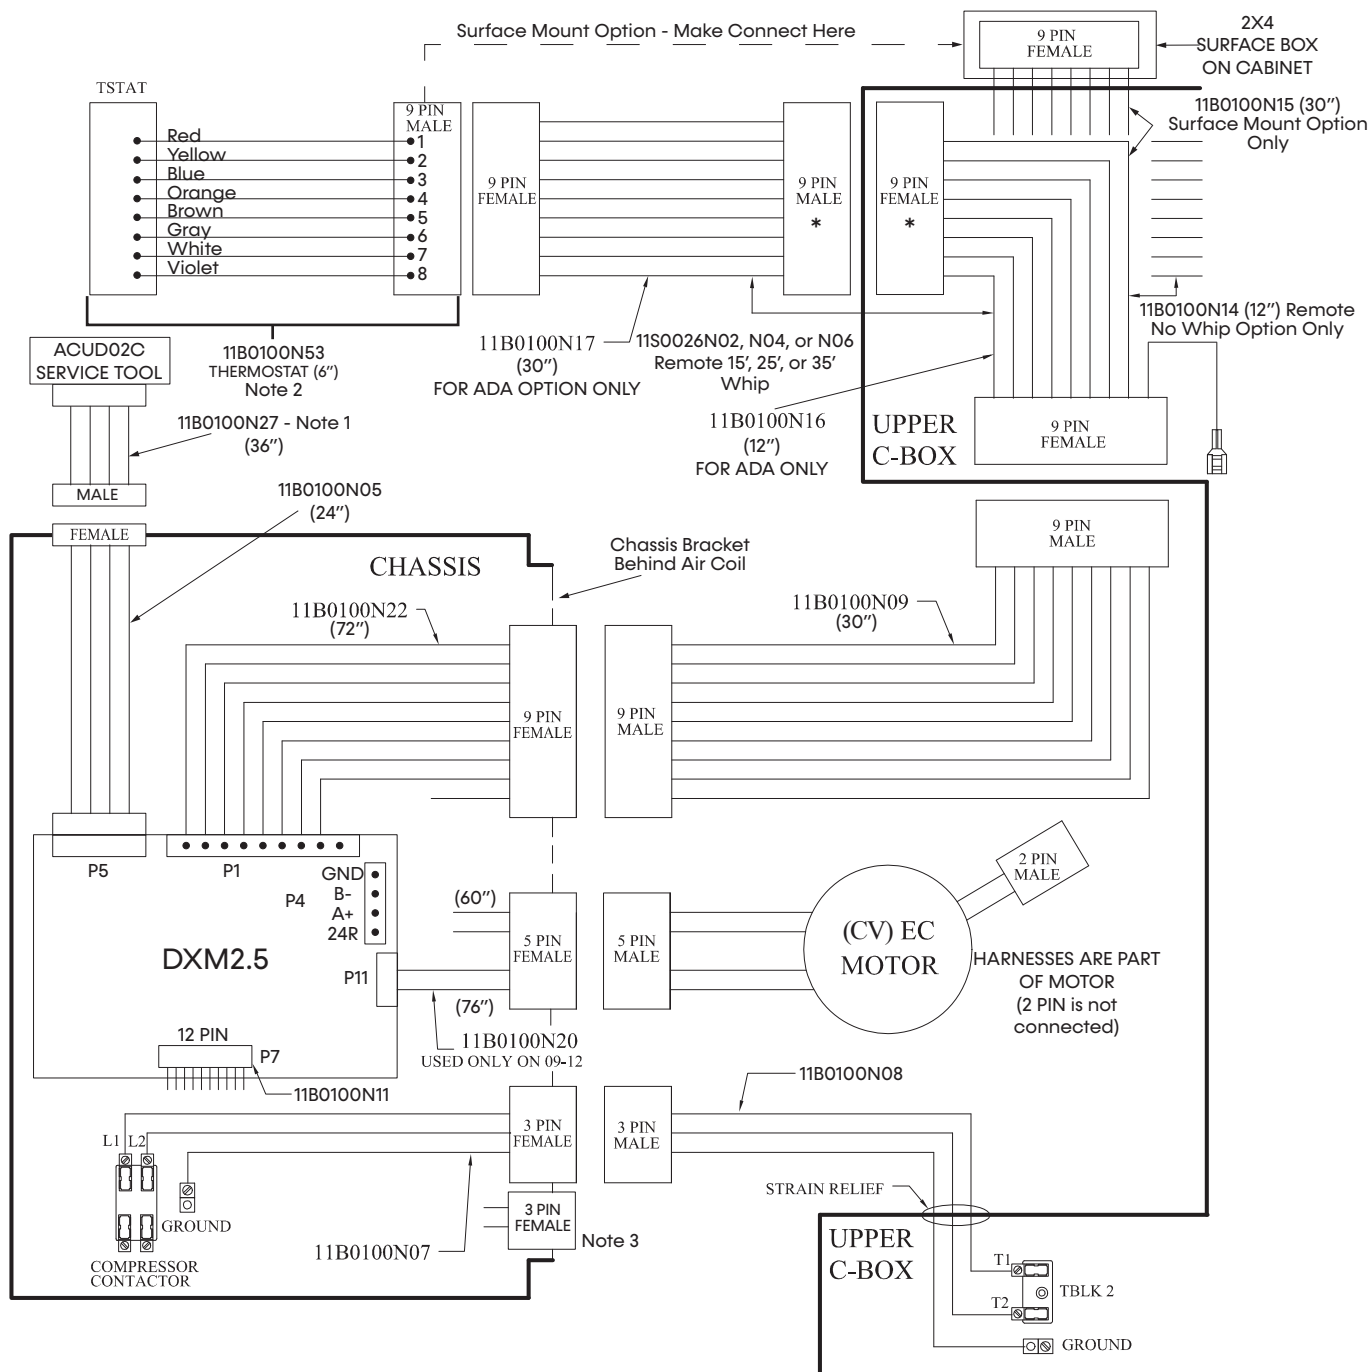 Surface Mount Option - Make Connect Here
9 PIN
FEMALE
2X4
SURFACE BOX
ON CABINET
TSTAT
9 PIN
MALE
Red
1
Yellow
2
Blue
3
Orange
4
Brown
5
Gray
6
White
7
Violet
8
9 PIN
FEMALE
9 PIN
MALE
*
9 PIN
FEMALE
*
11B0100N15 (30”)
Surface Mount Option
Only
11B0100N14 (12”) Remote
No Whip Option Only
ACUD02C
SERVICE TOOL
11B0100N53
THERMOSTAT (6”)
Note 2
11B0100N17
(30”)
FOR ADA OPTION ONLY
11S0026N02, N04, or N06
Remote 15’, 25’, or 35’
Whip
11B0100N16
(12”)
FOR ADA ONLY
UPPER
C-BOX
9 PIN
FEMALE
11B0100N27 - Note 1
(36”)
MALE
11B0100N05
(24”)
FEMALE
CHASSIS
Chassis Bracket
Behind Air Coil
9 PIN
MALE
11B0100N22
(72”)
11B0100N09
(30”)
9 PIN
FEMALE
9 PIN
MALE
P5
P1
P4
GND
B-
A+
24R
DXM2.5
P11
12 PIN
P7
11B0100N11
(60”)
5 PIN
FEMALE
(76”)
11B0100N20
USED ONLY ON 09-12
5 PIN
MALE
(CV) EC
MOTOR
2 PIN
MALE
HARNESSES ARE PART
OF MOTOR
(2 PIN is not
connected)
11B0100N08
3 PIN
FEMALE
3 PIN
MALE
L1 L2
GROUND
COMPRESSOR
CONTACTOR
11B0100N07
3 PIN
FEMALE
Note 3
STRAIN RELIEF
UPPER
C-BOX
T1
T2
TBLK 2
GROUND